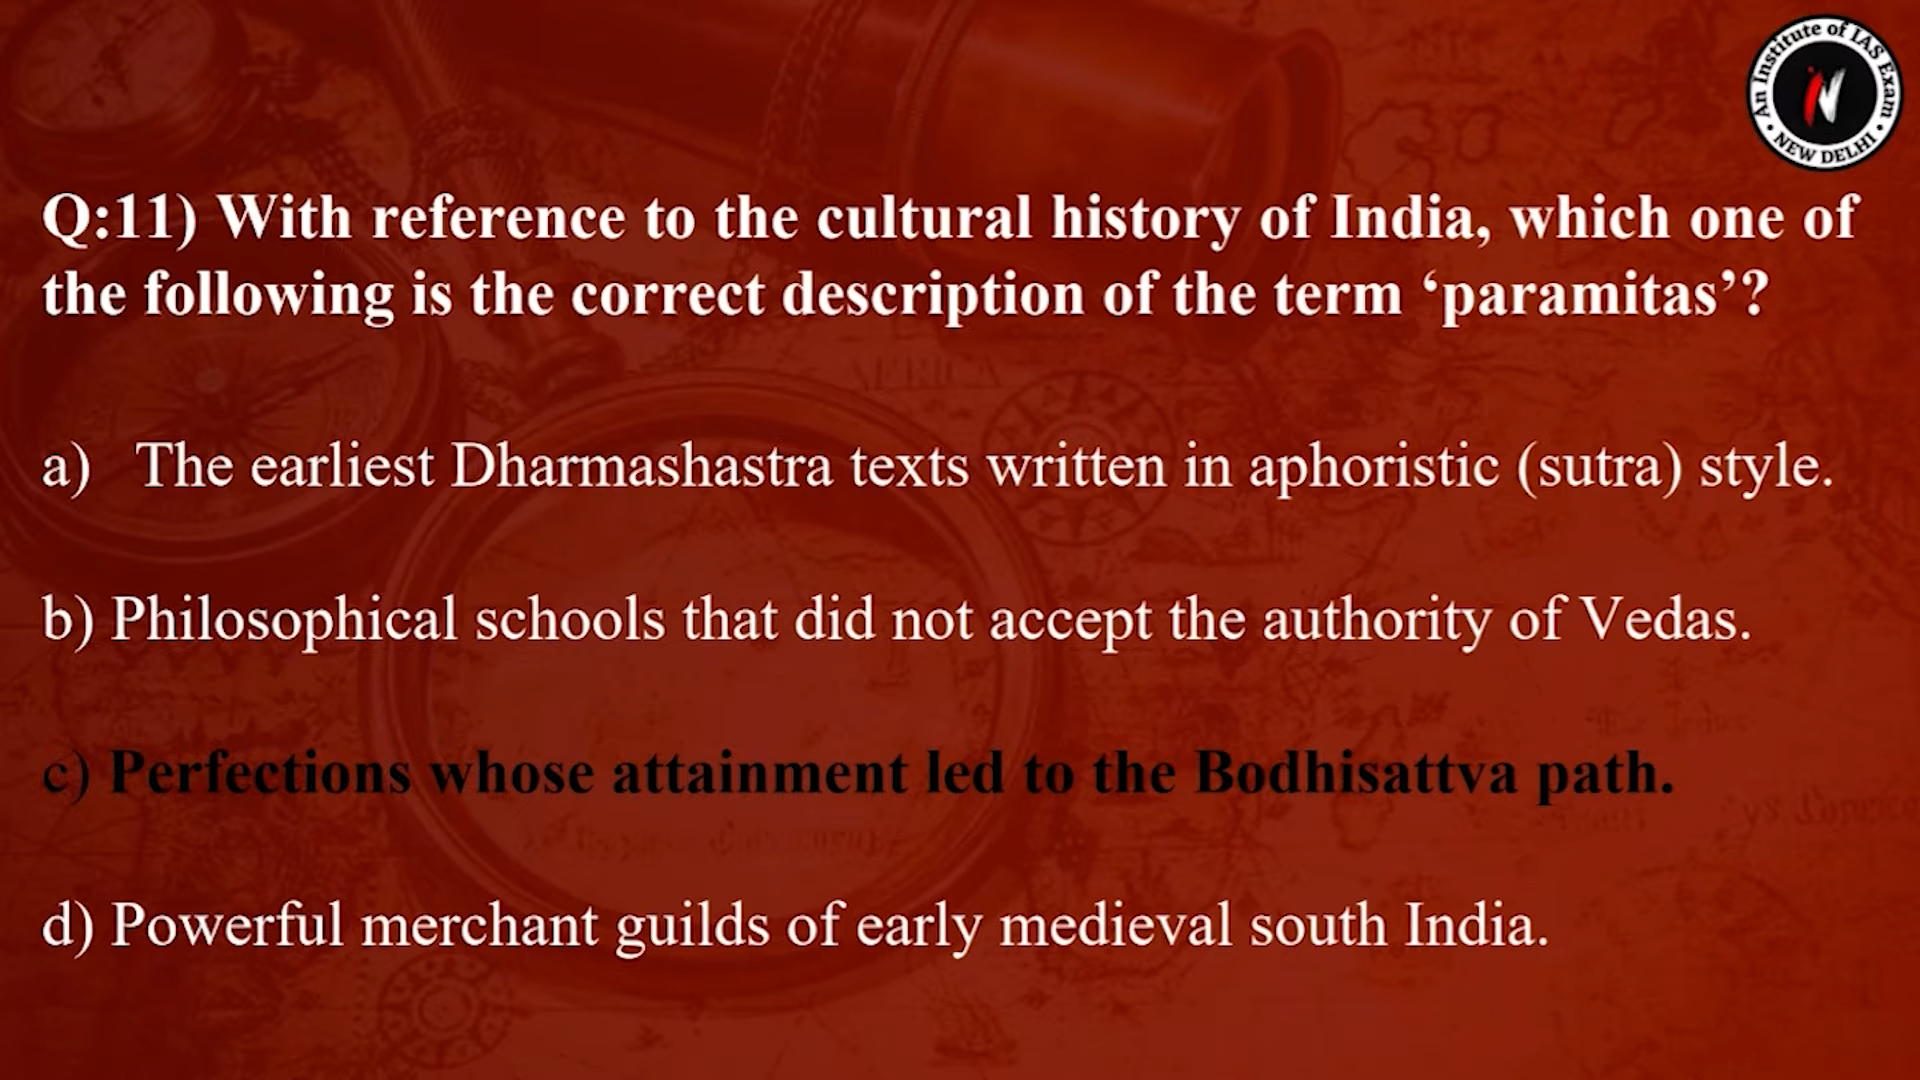 An Institute of IAS Exam
• NEW DELHI •
Q:11) With reference to the cultural history of India, which one of
the following is the correct description of the term ‘paramitas’?
a) The earliest Dharmashastra texts written in aphoristic (sutra) style.
b) Philosophical schools that did not accept the authority of Vedas.
c) Perfections whose attainment led to the Bodhisattva path.
d) Powerful merchant guilds of early medieval south India.